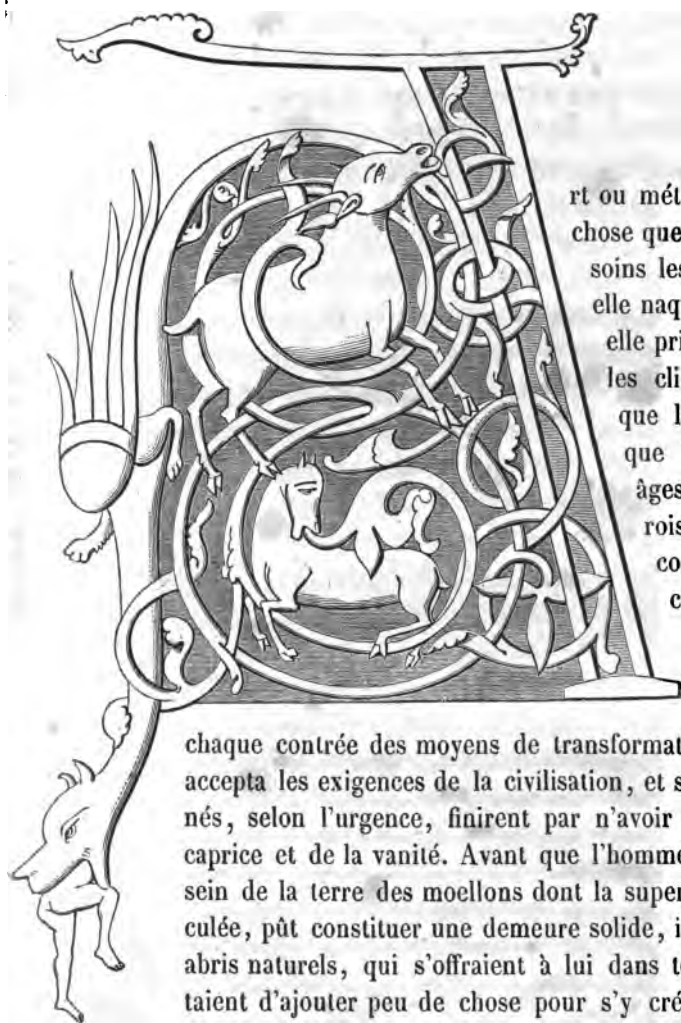 A
rt ou mét
chose que
soins les
elle naq
elle pri
les cli
que l
que
âges
rois
co
c
chaque contrée des moyens de transformat
accepta les exigences de la civilisation, et s
nés, selon l'urgence, finirent par n'avoir
caprice et de la vanité. Avant que l'homme
sein de la terre des moellons dont la super
culée, pût constituer une demeure solide, i
abris naturels, qui s'offraient à lui dans t
taient d'ajouter peu de chose pour s'y cré